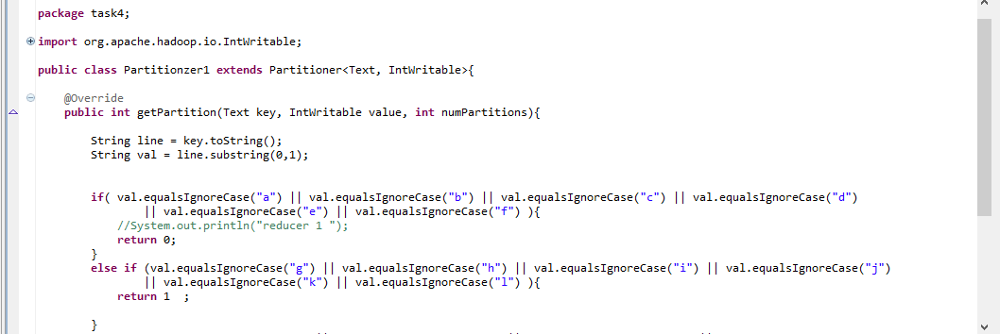 package task4;
import org.apache.hadoop.io.IntWritable;
public class Partitionzer1 extends Partitioner<Text, IntWritable>{
@Override
public int getPartition(Text key, IntWritable value, int numPartitions){
String line = key.toString();
String val = line.substring(0,1);
if( val.equalsIgnoreCase("a") || val.equalsIgnoreCase("b") || val.equalsIgnoreCase("c") || val.equalsIgnoreCase("d")
|| val.equalsIgnoreCase("e") || val.equalsIgnoreCase("f") ){
//System.out.println("reducer 1 ");
return 0;
}
else if (val.equalsIgnoreCase("g") || val.equalsIgnoreCase("h") || val.equalsIgnoreCase("i") || val.equalsIgnoreCase("j")
|| val.equalsIgnoreCase("k") || val.equalsIgnoreCase("l") ){
return 1  ;
}